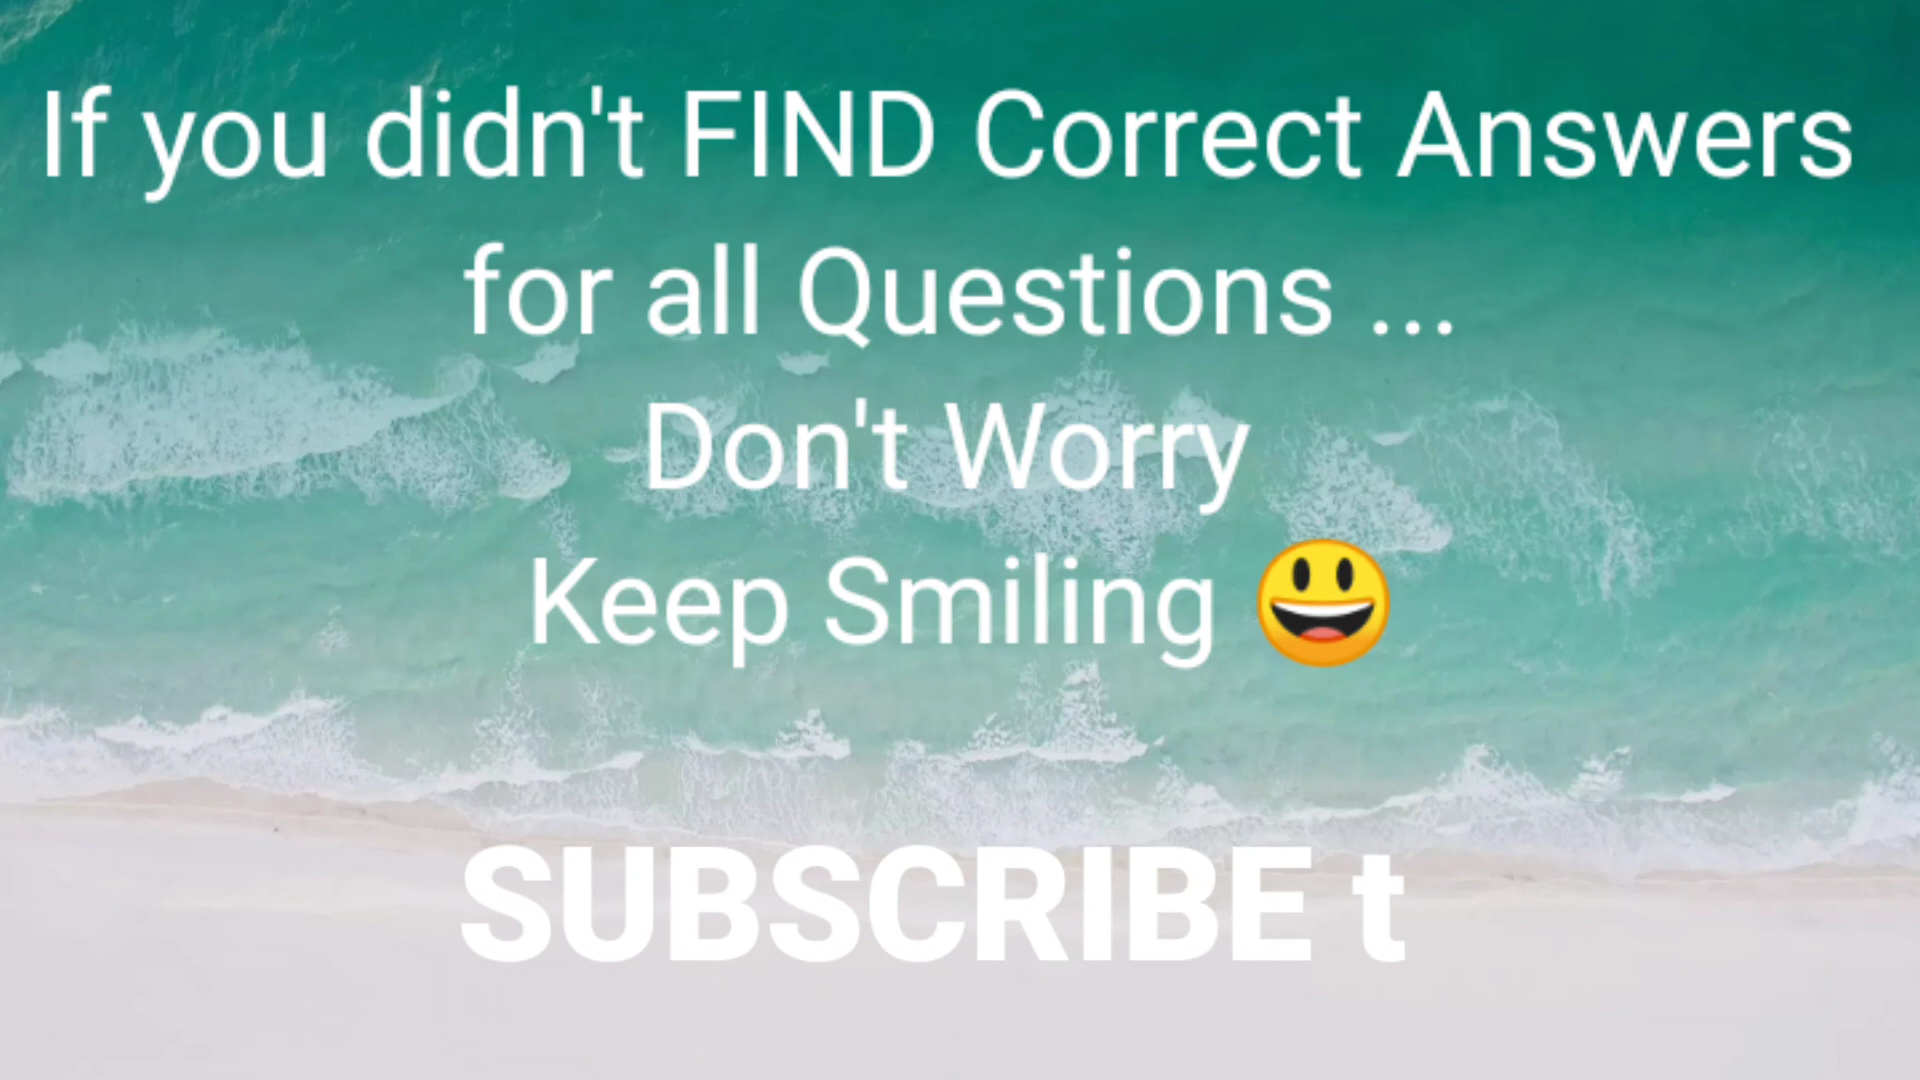 If you didn't FIND Correct Answers
for all Questions ...
Don't Worry
Keep Smiling 😃
SUBSCRIBE t